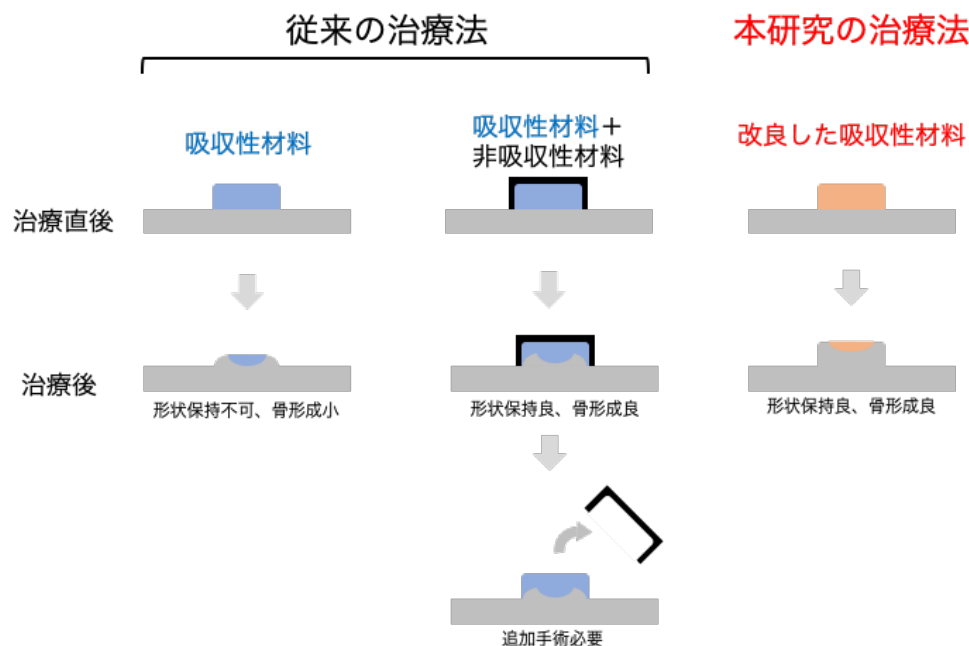 従来の治療法
本研究の治療法
吸収性材料
吸収性材料＋
非吸収性材料
改良した吸収性材料
治療直後
治療後
形状保持不可、骨形成小
形状保持良、骨形成良
形状保持良、骨形成良
追加手術必要